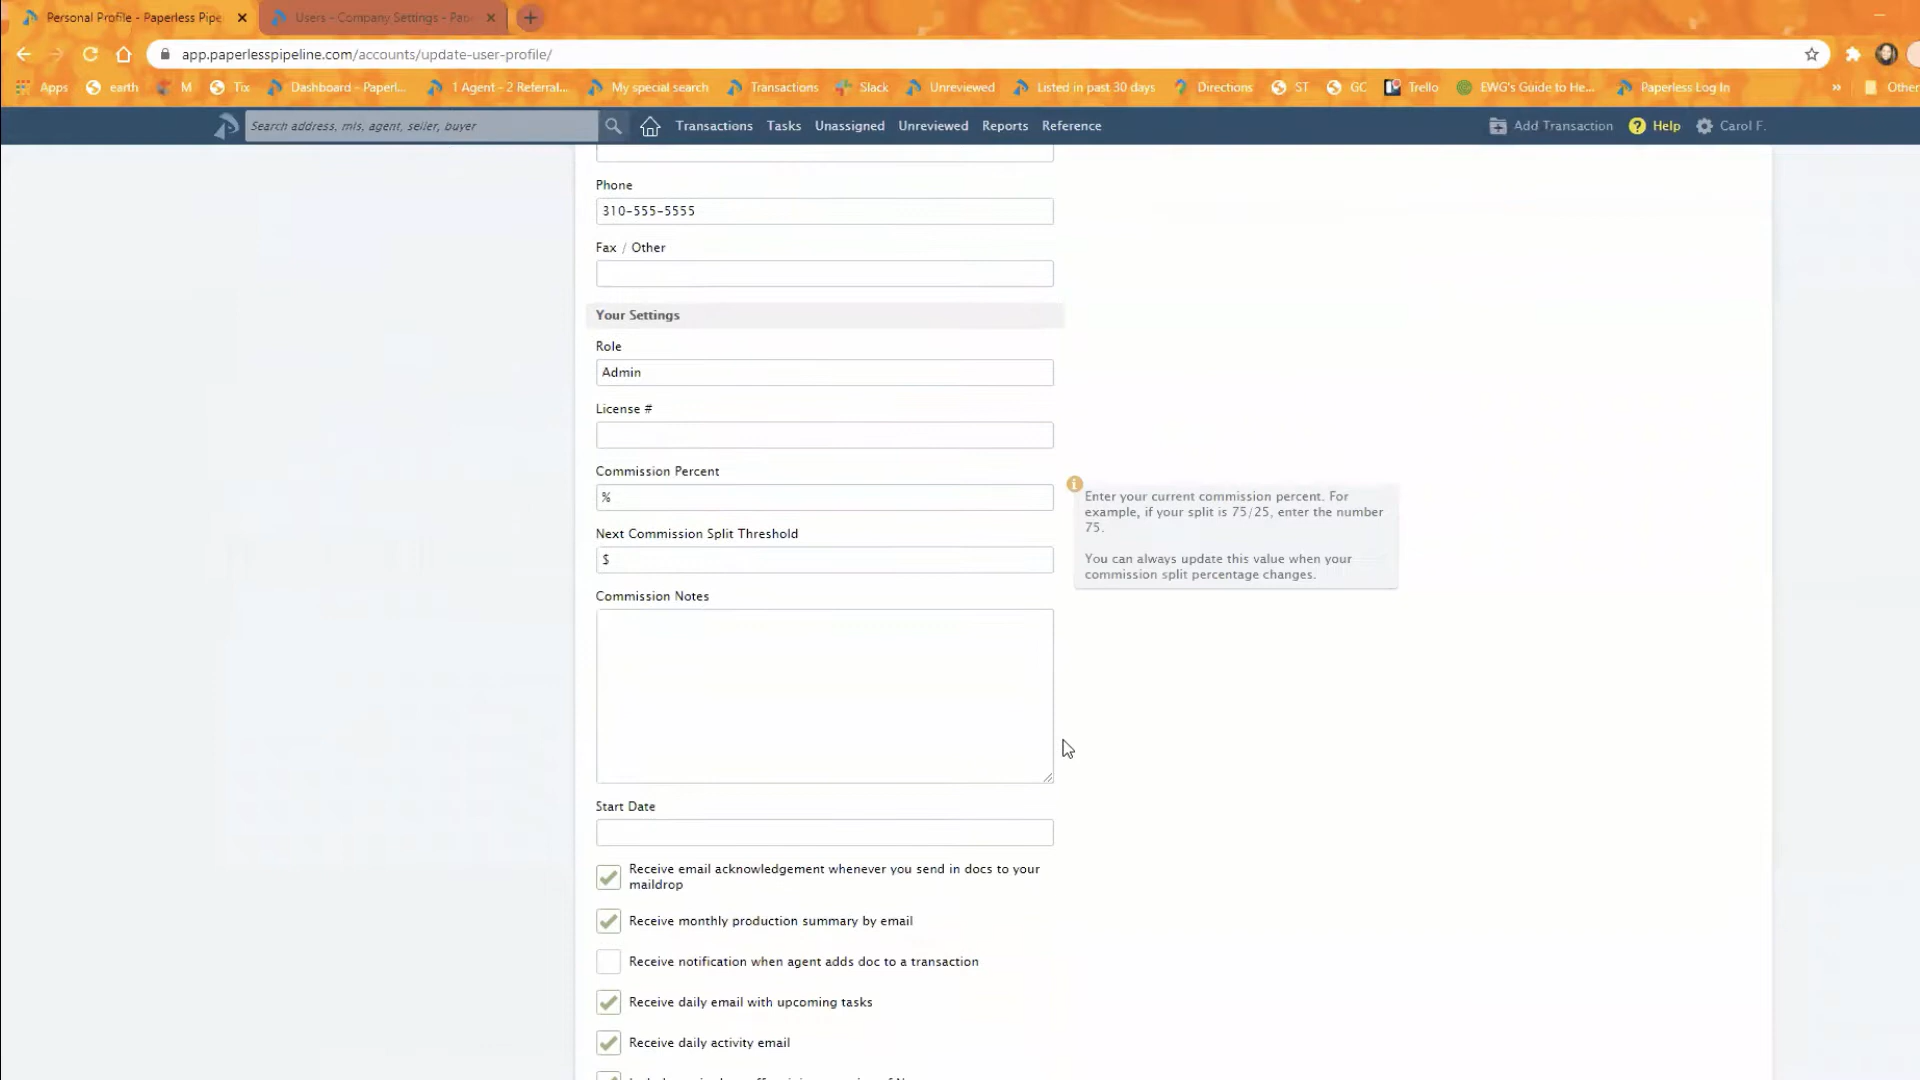 Personal Profile - Paperless Pipe
Users - Company Settings - Pap
app.paperlesspipeline.com/accounts/update-user-profile/
Apps
earth
M
Tix
Dashboard - Paperl...
1 Agent - 2 Referral...
My special search
Transactions
Slack
Unreviewed
Listed in past 30 days
Directions
ST
GC
Trello
EWG's Guide to He...
Paperless Log In
»
Other
Search address, mls, agent, seller, buyer
Transactions
Tasks
Unassigned
Unreviewed
Reports
Reference
Add Transaction
Help
Carol F.
Phone
310-555-5555
Fax / Other
Your Settings
Role
Admin
License #
Commission Percent
%
Enter your current commission percent. For
example, if your split is 75/25, enter the number
75.
You can always update this value when your
commission split percentage changes.
Next Commission Split Threshold
$
Commission Notes
Start Date
Receive email acknowledgement whenever you send in docs to your
maildrop
Receive monthly production summary by email
Receive notification when agent adds doc to a transaction
Receive daily email with upcoming tasks
Receive daily activity email